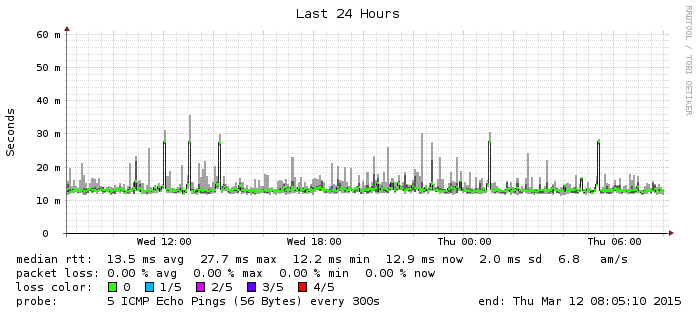 Last 24 Hours
RRDTOOL / TOBI OETIKER
Seconds
60 m
50 m
40 m
30 m
20 m
10 m
0
Wed 12:00 Wed 18:00 Thu 00:00 Thu 06:00
median rtt: 13.5 ms avg 27.7 ms max 12.2 ms min 12.9 ms now 2.0 ms sd 6.8 am/s
packet loss: 0.00 % avg 0.00 % max 0.00 % min 0.00 % now
loss color: 0 1/5 2/5 3/5 4/5
probe: 5 ICMP Echo Pings (56 Bytes) every 300s end: Thu Mar 12 08:05:10 2015